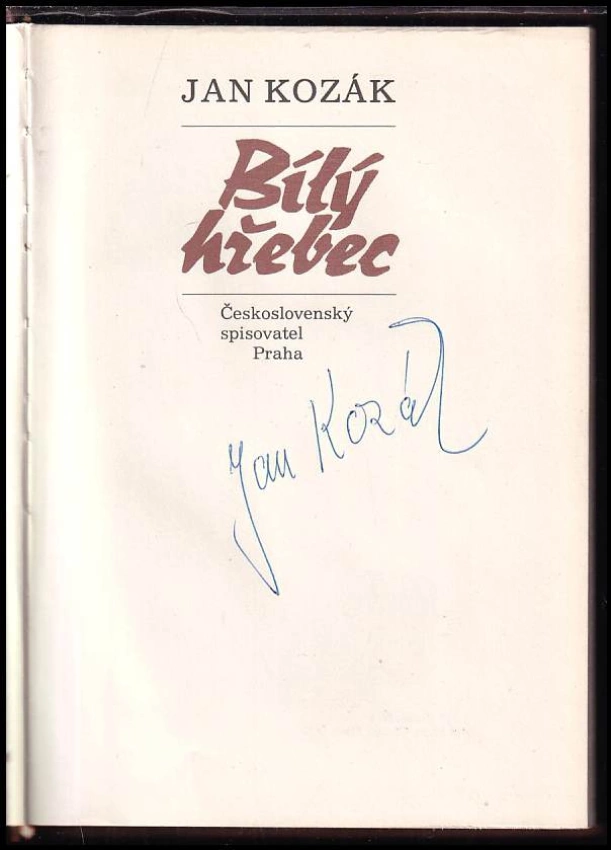 JAN KOZÁK
Bílý
hřebec
Československý
spisovatel
Praha
Jan Kozák